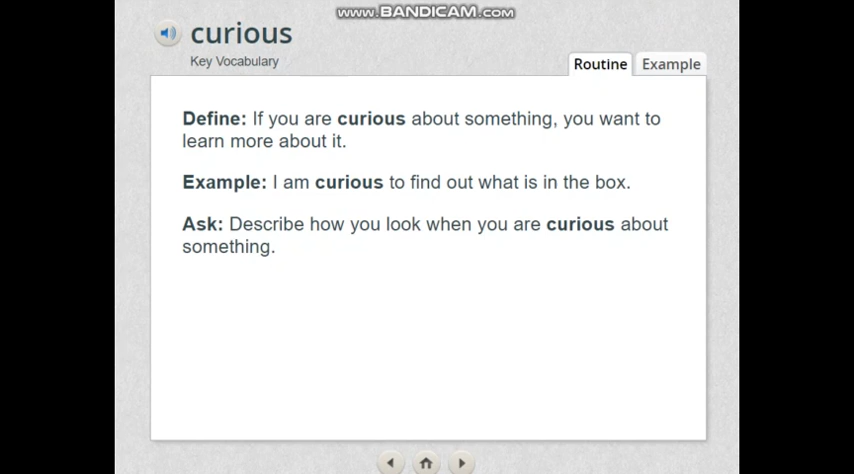 www.BANDICAM.com
curious
Key Vocabulary
Routine Example
Define: If you are curious about something, you want to
learn more about it.
Example: I am curious to find out what is in the box.
Ask: Describe how you look when you are curious about
something.